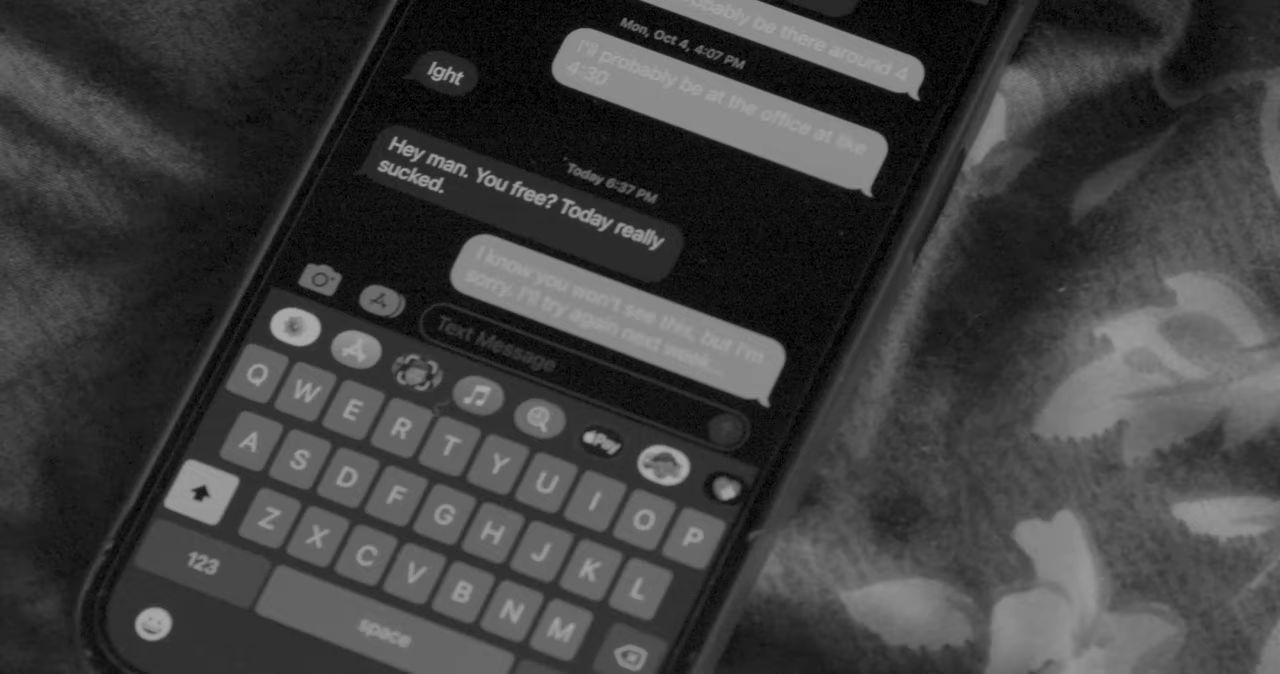 probably be there around 4
Mon, Oct 4, 4:07 PM
I'll probably be at the office at like
4:30
Ight
Today 6:37 PM
Hey man. You free? Today really
sucked.
I know you won't see this, but I'm
sorry. I'll try again next week...
Text Message
Pay
Q W E R T Y U I O P
A S D F G H J K L
Z X C V B N M
123
space